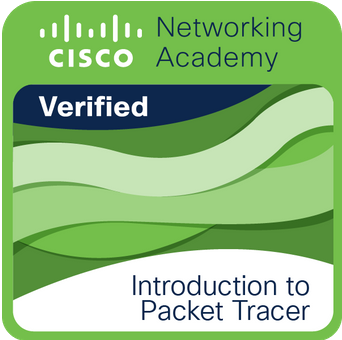 CISCO
Networking
Academy
Verified
Introduction to
Packet Tracer